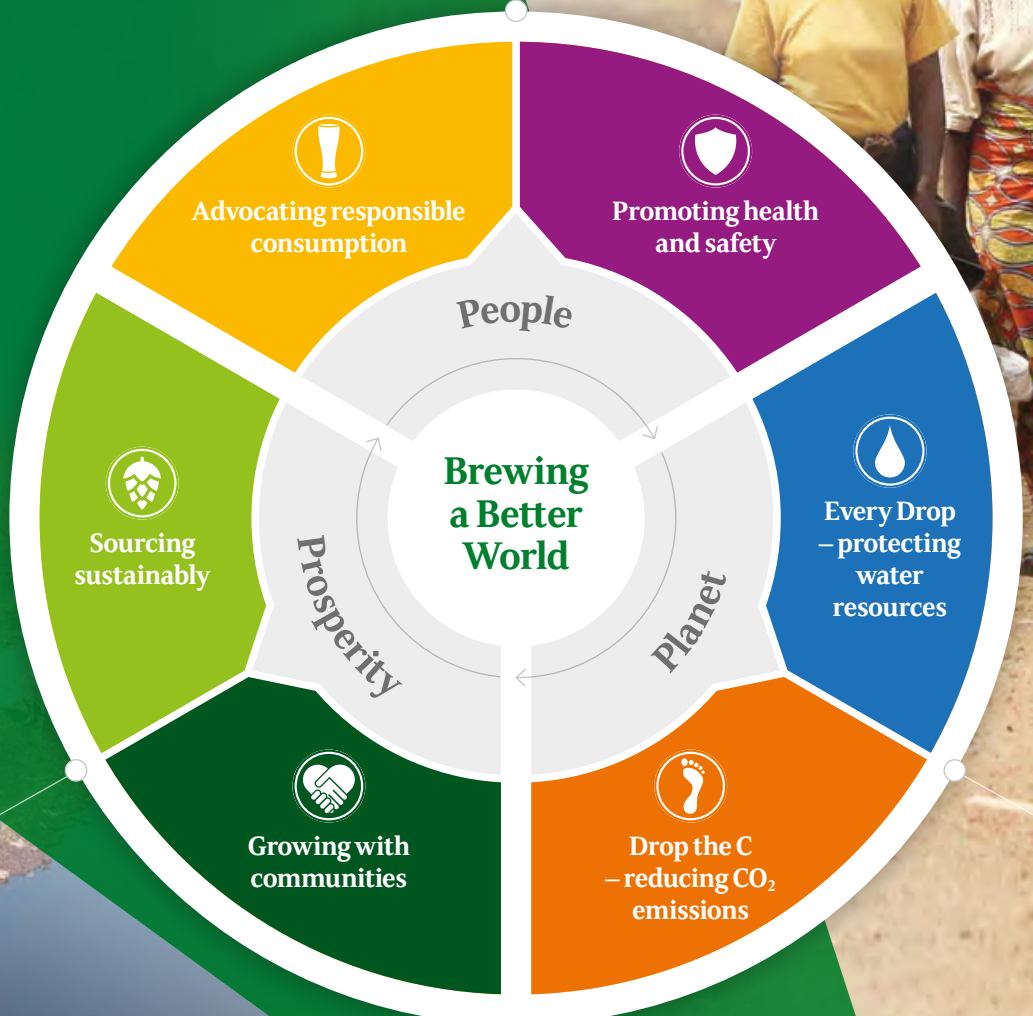 Advocating responsible
consumption
Promoting health
and safety
People
Brewing
a Better
World
Sourcing
sustainably
Every Drop
– protecting
water
resources
Prosperity
Planet
Growing with
communities
Drop the C
– reducing CO₂
emissions